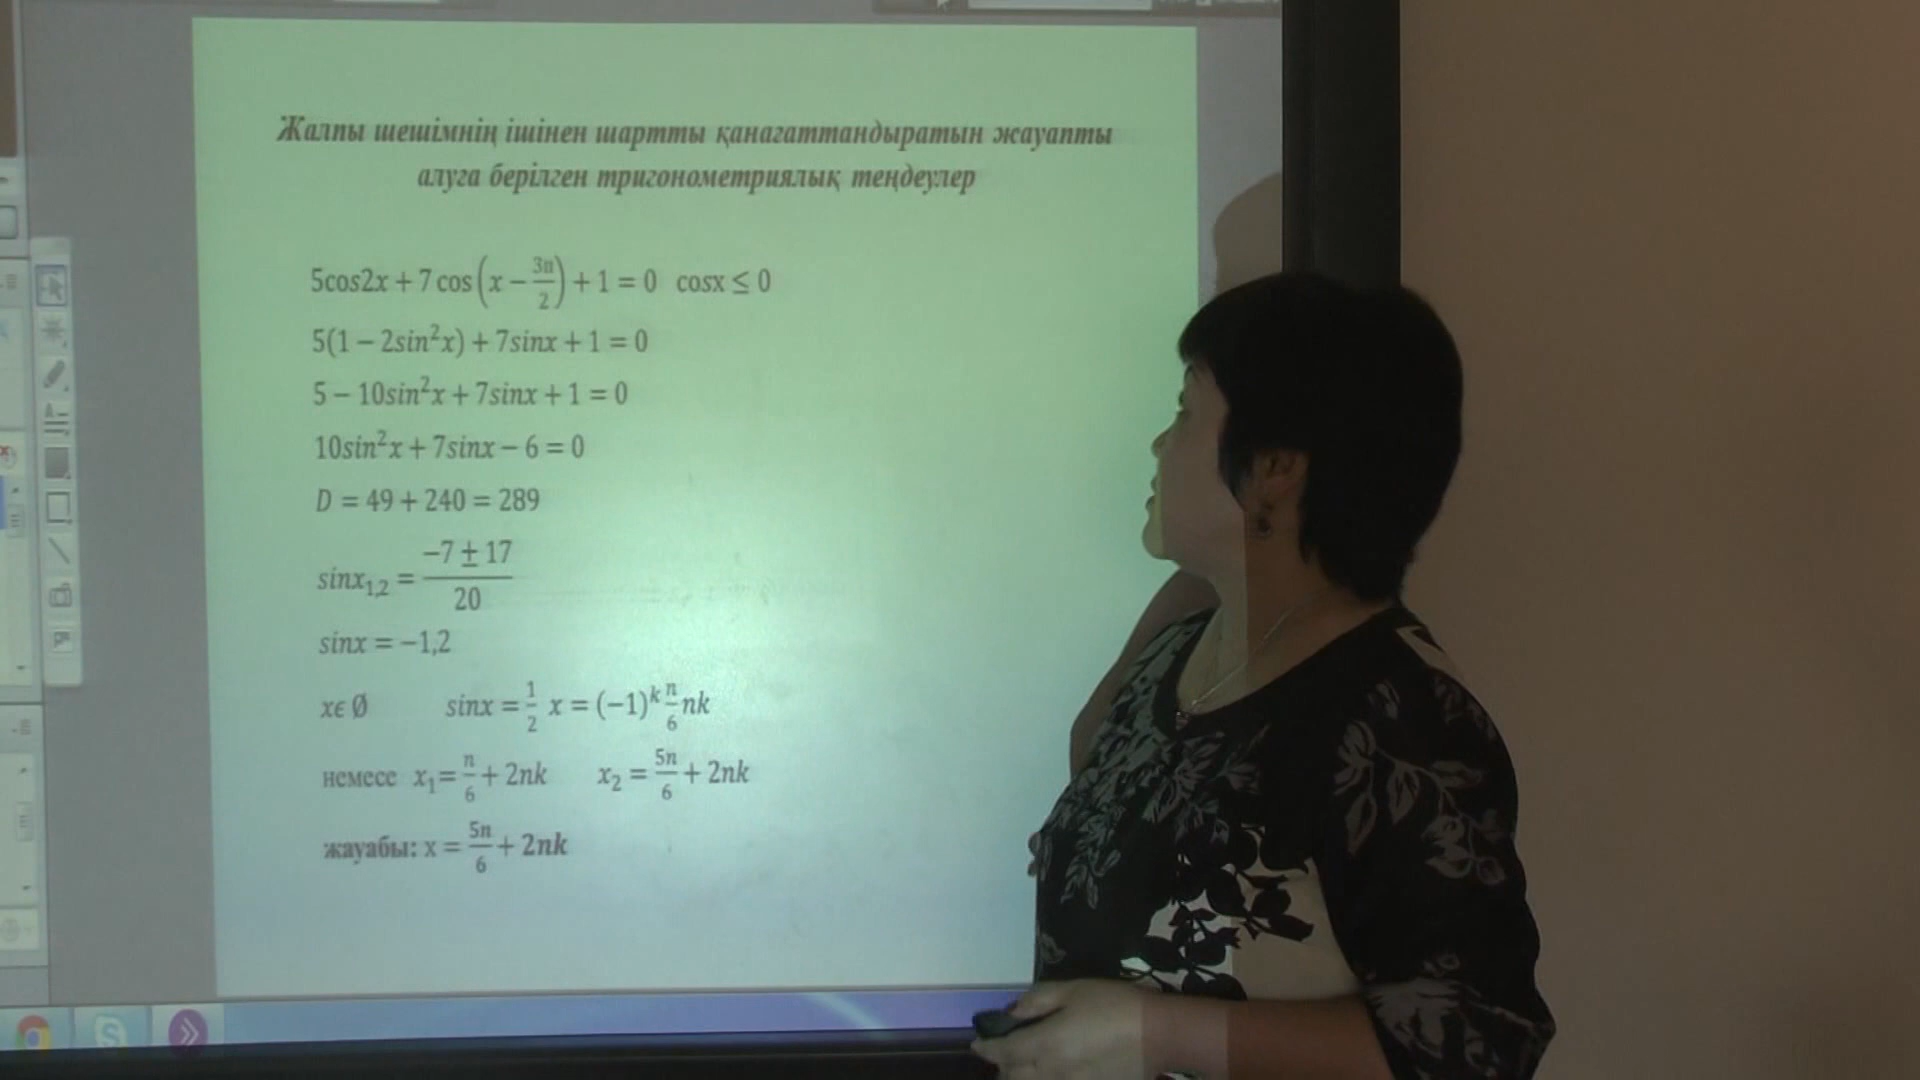 Жалпы шешімнің ішінен шартты қанағаттандыратын жауапты
алуға берілген тригонометриялық теңдеулер
5cos2x + 7 cos(x − 3п/2) + 1 = 0 cosx ≤ 0
5(1 − 2sin²x) + 7sinx + 1 = 0
5 − 10sin²x + 7sinx + 1 = 0
10sin²x + 7sinx − 6 = 0
D = 49 + 240 = 289
sinx₁,₂ = (−7 ± 17)/20
sinx = −1,2
xϵ Ø sinx = 1/2 x = (−1)ᵏ п/6 пk
немесе x₁= п/6 + 2пk x₂ = 5п/6 + 2пk
жауабы: x = 5п/6 + 2пk